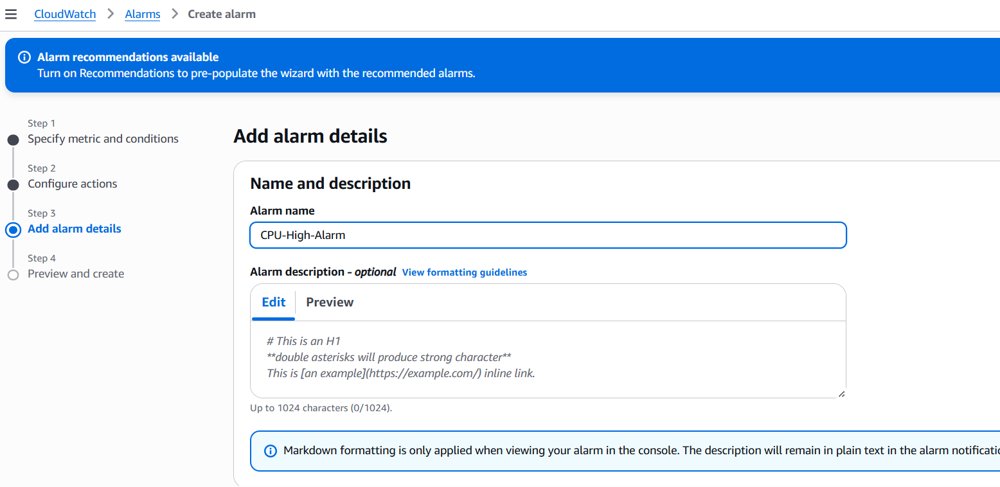 CloudWatch > Alarms > Create alarm
Alarm recommendations available
Turn on Recommendations to pre-populate the wizard with the recommended alarms.
Step 1
Specify metric and conditions
Step 2
Configure actions
Step 3
Add alarm details
Step 4
Preview and create
Add alarm details
Name and description
Alarm name
CPU-High-Alarm
Alarm description - optional View formatting guidelines
Edit Preview
# This is an H1
**double asterisks will produce strong character**
This is [an example](https://example.com/) inline link.
Up to 1024 characters (0/1024).
Markdown formatting is only applied when viewing your alarm in the console. The description will remain in plain text in the alarm